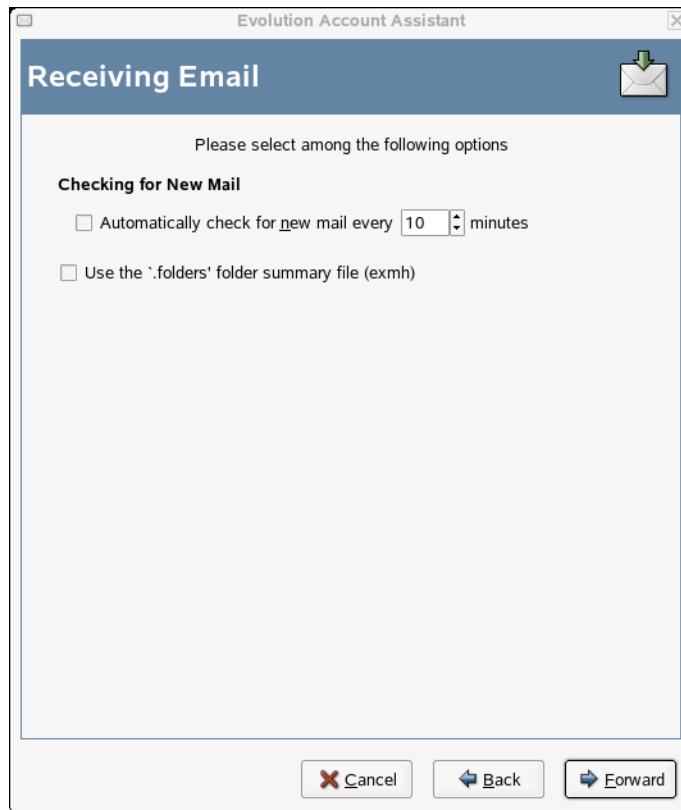 Evolution Account Assistant
Receiving Email
Please select among the following options
Checking for New Mail
Automatically check for new mail every 10 minutes
Use the `.folders' folder summary file (exmh)
Cancel Back Forward